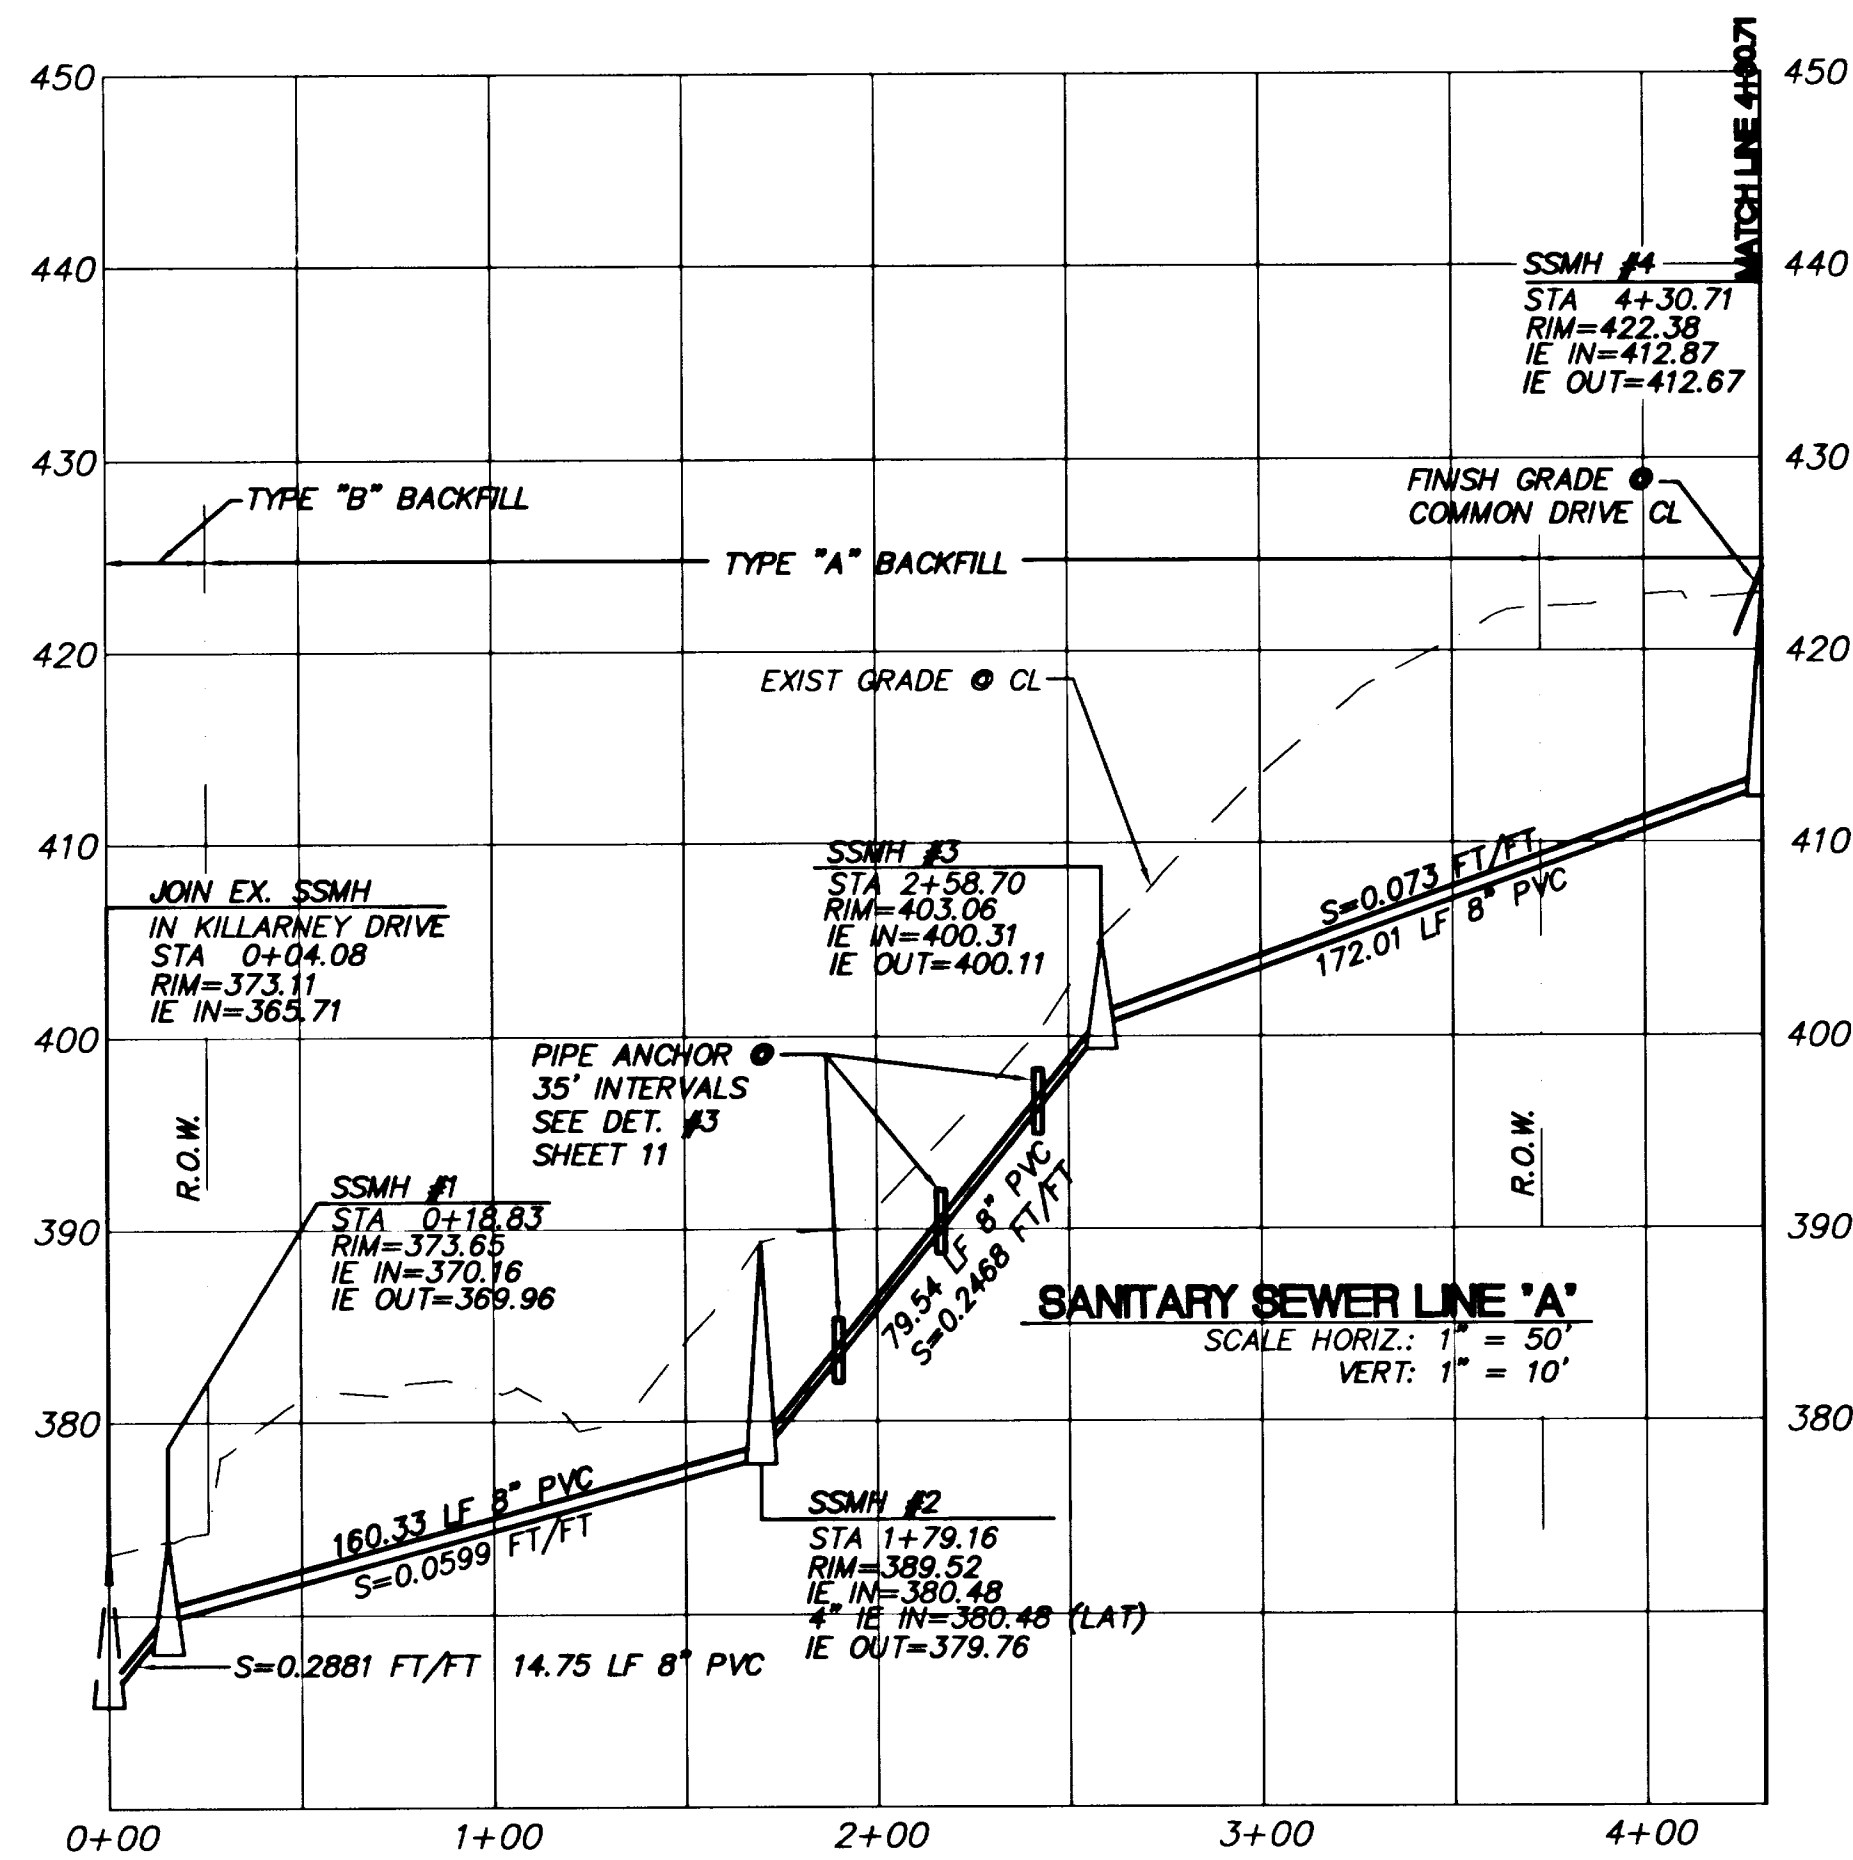 MATCH LINE 4+30.71
450
450
440
440
SSMH #4
STA 4+30.71
RIM=422.38
IE IN=412.87
IE OUT=412.67
430
430
FINISH GRADE @
COMMON DRIVE CL
TYPE "B" BACKFILL
TYPE "A" BACKFILL
420
420
EXIST GRADE @ CL
410
410
SSMH #3
STA 2+58.70
RIM=403.06
IE IN=400.31
IE OUT=400.11
S=0.073 FT/FT
172.01 LF 8" PVC
JOIN EX. SSMH
IN KILLARNEY DRIVE
STA 0+04.08
RIM=373.11
IE IN=365.71
400
400
PIPE ANCHOR @
35' INTERVALS
SEE DET. #3
SHEET 11
R.O.W.
R.O.W.
SSMH #1
STA 0+18.83
RIM=373.65
IE IN=370.16
IE OUT=369.96
390
390
79.54 LF 8" PVC
S=0.2468 FT/FT
SANITARY SEWER LINE "A"
SCALE HORIZ.: 1" = 50'
VERT: 1" = 10'
380
380
160.33 LF 8" PVC
S=0.0599 FT/FT
SSMH #2
STA 1+79.16
RIM=389.52
IE IN=380.48
4" IE IN=380.48 (LAT)
IE OUT=379.76
S=0.2881 FT/FT 14.75 LF 8" PVC
0+00
1+00
2+00
3+00
4+00